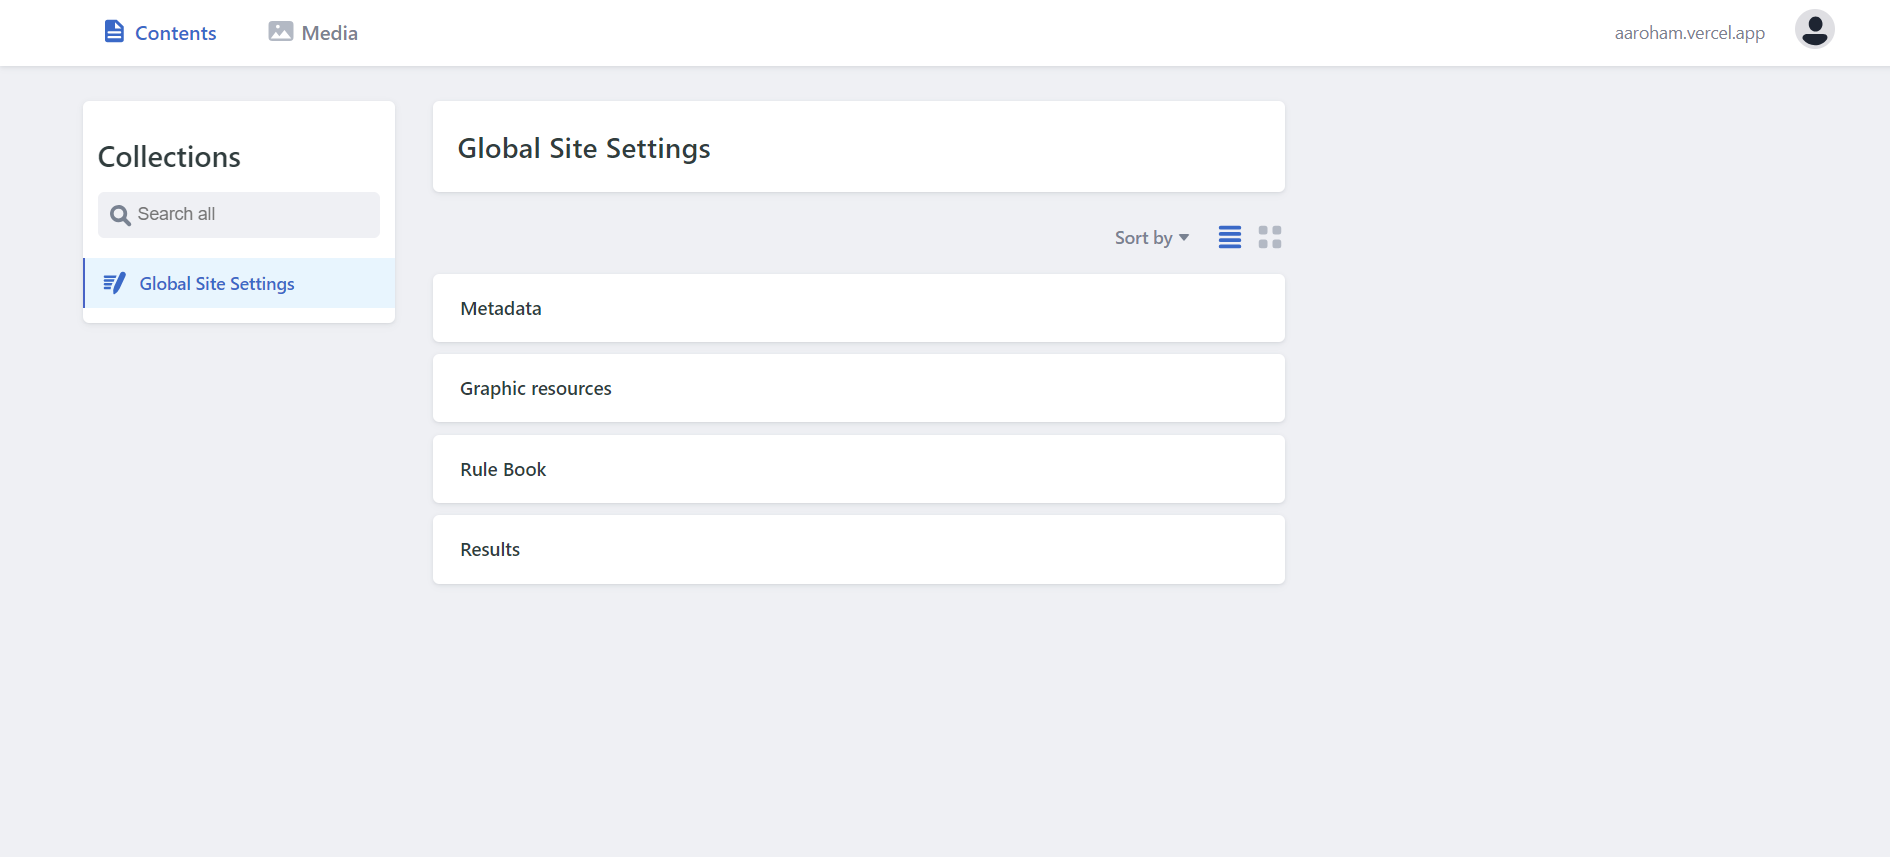 Contents
Media
aaroham.vercel.app
Collections
Search all
Global Site Settings
Global Site Settings
Sort by
Metadata
Graphic resources
Rule Book
Results